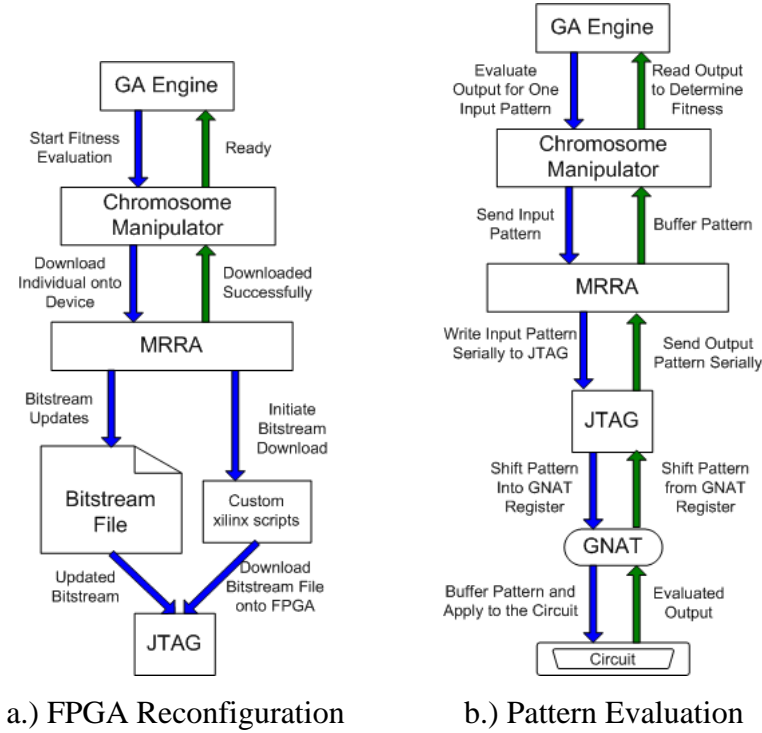 GA Engine
Start Fitness
Evaluation
Ready
Chromosome
Manipulator
Download
Individual onto
Device
Downloaded
Successfully
MRRA
Bitstream
Updates
Initiate
Bitstream
Download
Bitstream
File
Custom
xilinx scripts
Updated
Bitstream
Download
Bitstream File
onto FPGA
JTAG
a.) FPGA Reconfiguration
GA Engine
Evaluate
Output for One
Input Pattern
Read Output
to Determine
Fitness
Chromosome
Manipulator
Send Input
Pattern
Buffer Pattern
MRRA
Write Input Pattern
Serially to JTAG
Send Output
Pattern Serially
JTAG
Shift Pattern
Into GNAT
Register
Shift Pattern
from GNAT
Register
GNAT
Buffer Pattern and
Apply to the Circuit
Evaluated
Output
Circuit
b.) Pattern Evaluation